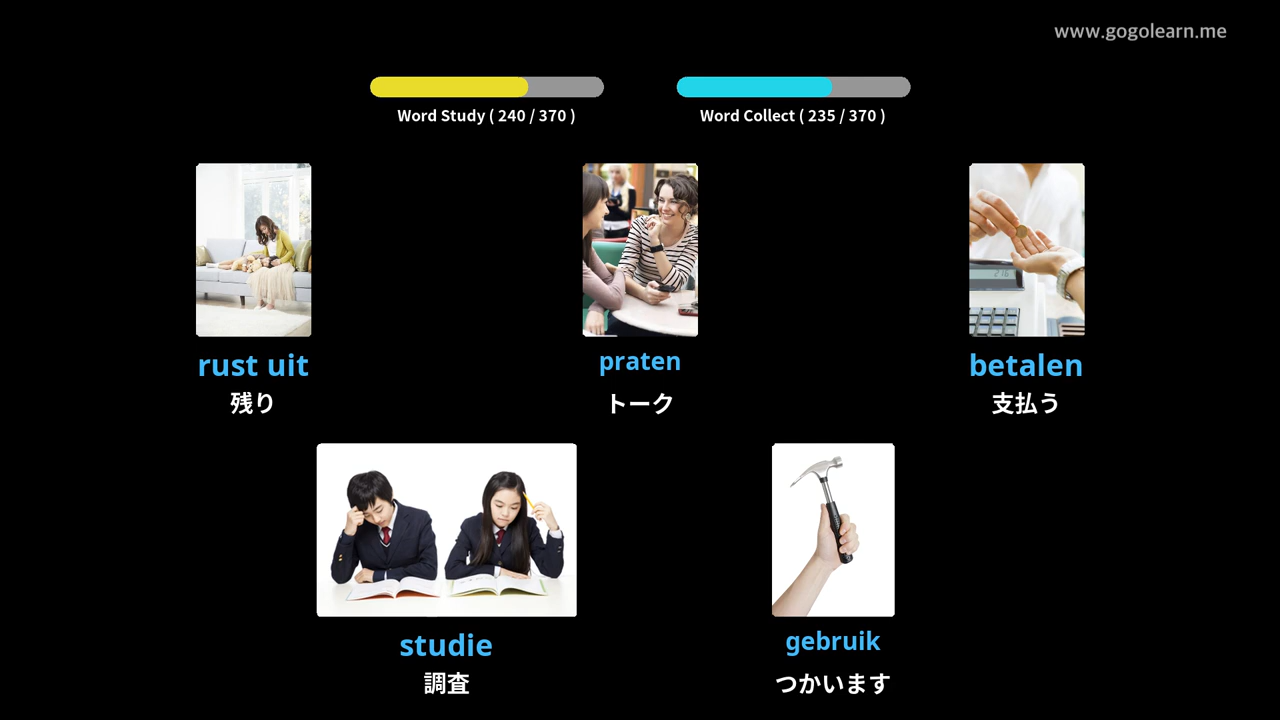 www.gogolearn.me
Word Study ( 240 / 370 )
Word Collect ( 235 / 370 )
rust uit
残り
praten
トーク
betalen
支払う
studie
調査
gebruik
つかいます